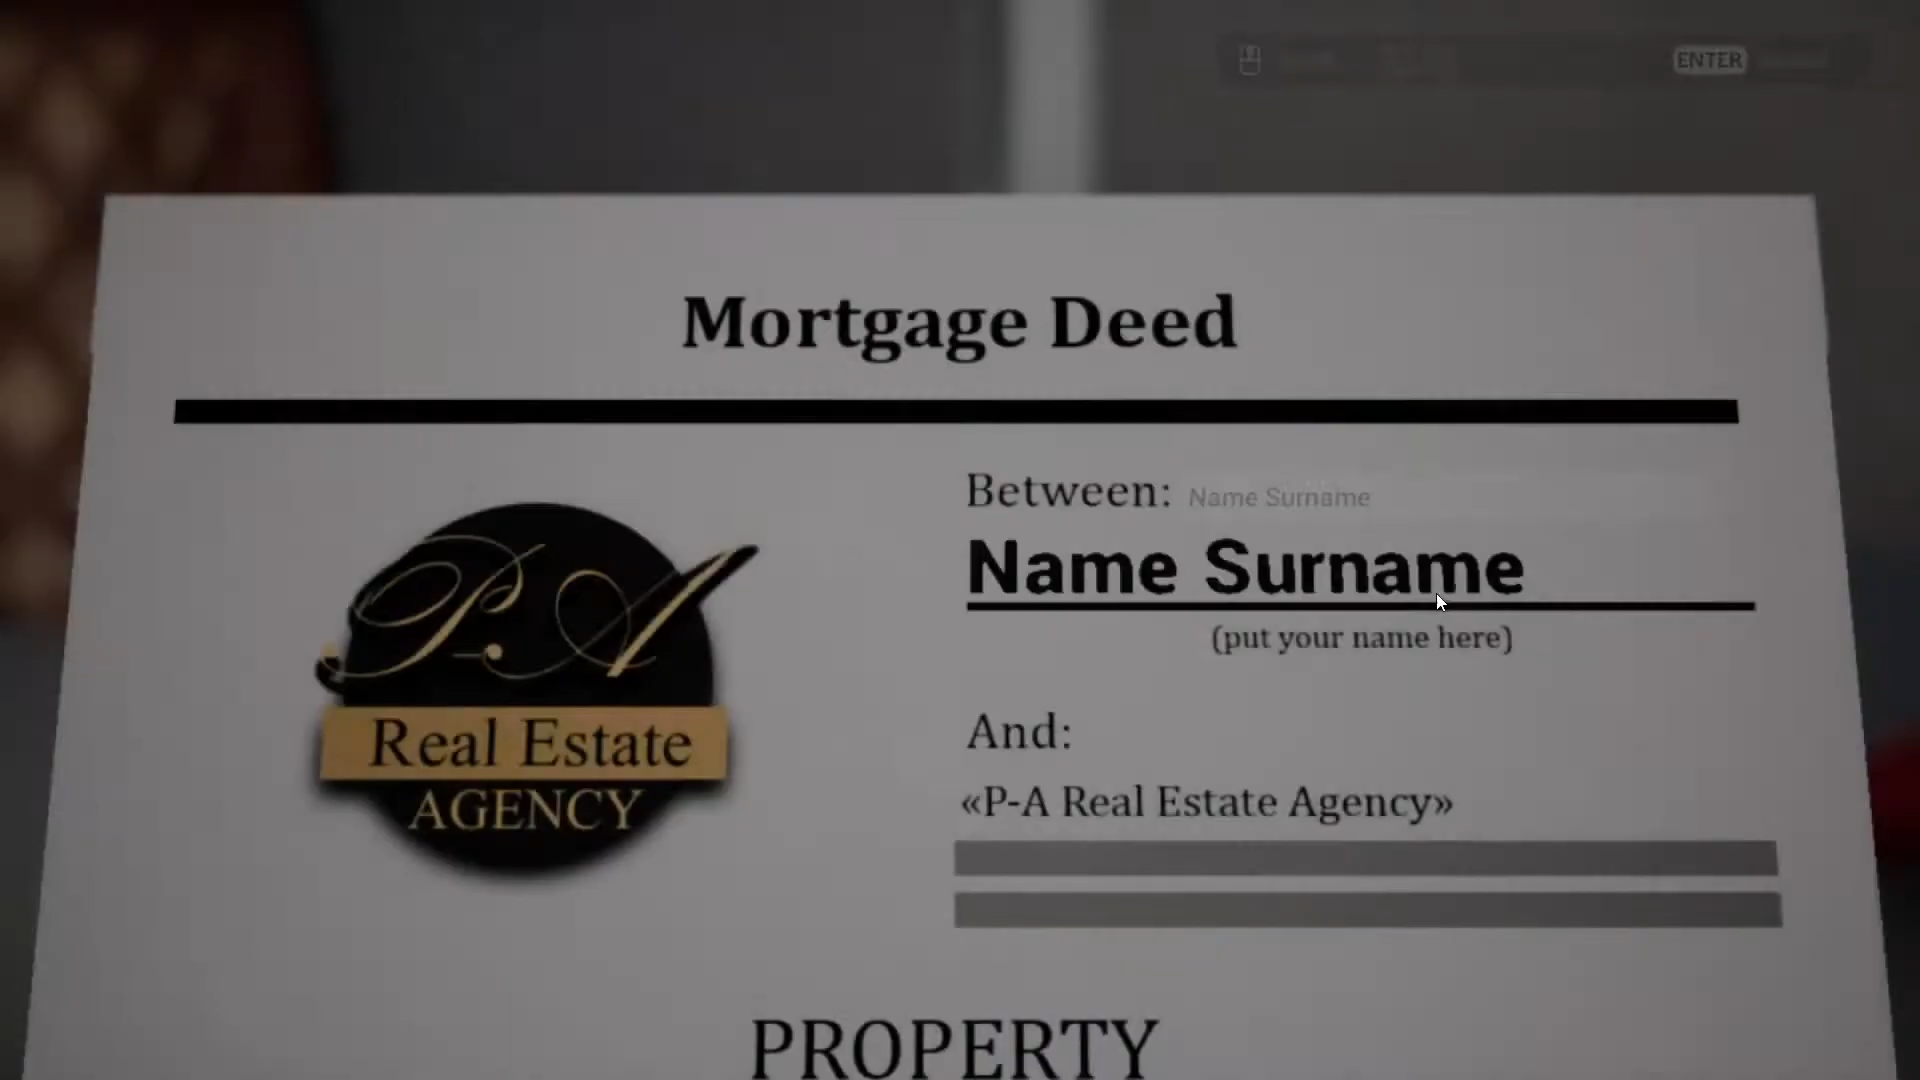 ENTER
Mortgage Deed
Between: Name Surname
Name Surname
(put your name here)
P-A
Real Estate
AGENCY
And:
«P-A Real Estate Agency»
PROPERTY